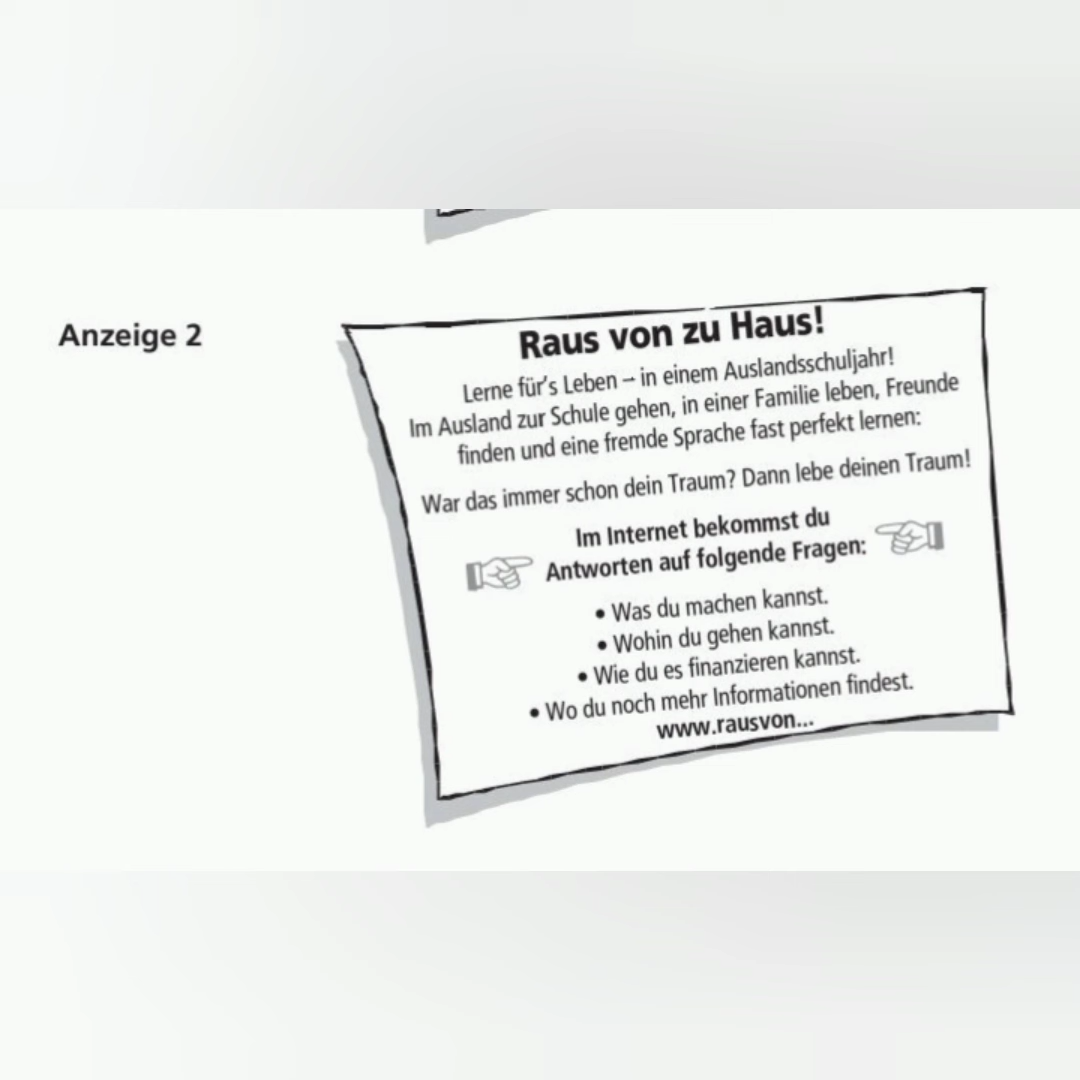 Anzeige 2
Raus von zu Haus!
Lerne für's Leben – in einem Auslandsschuljahr!
Im Ausland zur Schule gehen, in einer Familie leben, Freunde
finden und eine fremde Sprache fast perfekt lernen:
War das immer schon dein Traum? Dann lebe deinen Traum!
Im Internet bekommst du
Antworten auf folgende Fragen:
• Was du machen kannst.
• Wohin du gehen kannst.
• Wie du es finanzieren kannst.
• Wo du noch mehr Informationen findest.
www.rausvon...